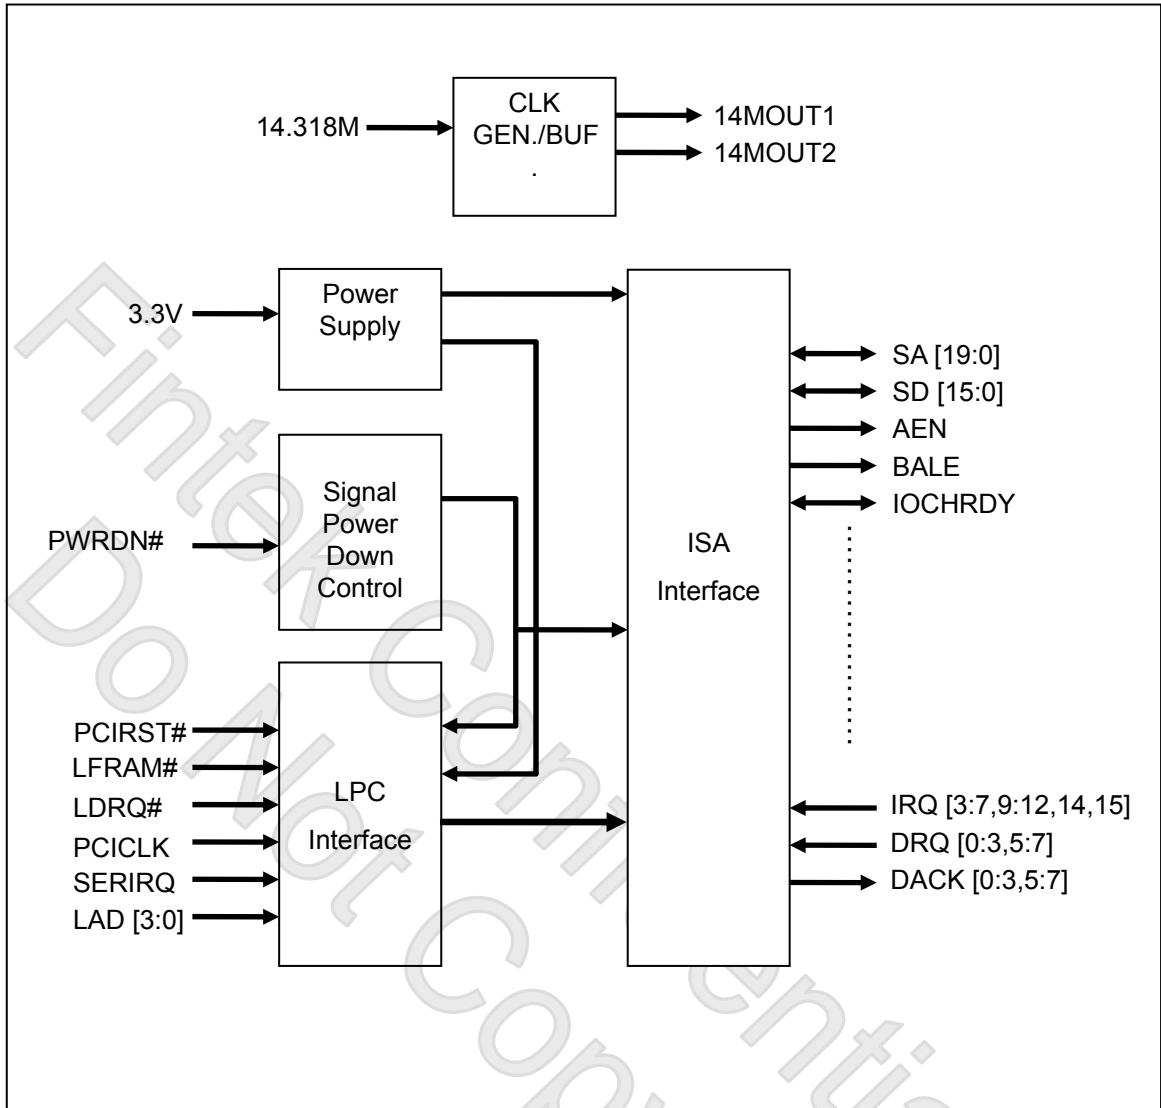 14.318M
CLK
GEN./BUF
.
14MOUT1
14MOUT2
3.3V
Power
Supply
PWRDN#
Signal
Power
Down
Control
PCIRST#
LFRAM#
LDRQ#
PCICLK
SERIRQ
LAD [3:0]
LPC
Interface
ISA
Interface
SA [19:0]
SD [15:0]
AEN
BALE
IOCHRDY
IRQ [3:7,9:12,14,15]
DRQ [0:3,5:7]
DACK [0:3,5:7]
Fintek Confidential
Do Not Copy